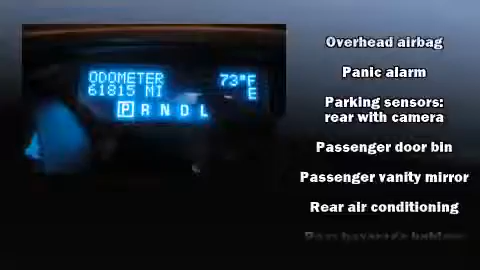 ODOMETER
61815 MI
73°F
E
P R N D L
Overhead airbag
Panic alarm
Parking sensors:
rear with camera
Passenger door bin
Passenger vanity mirror
Rear air conditioning